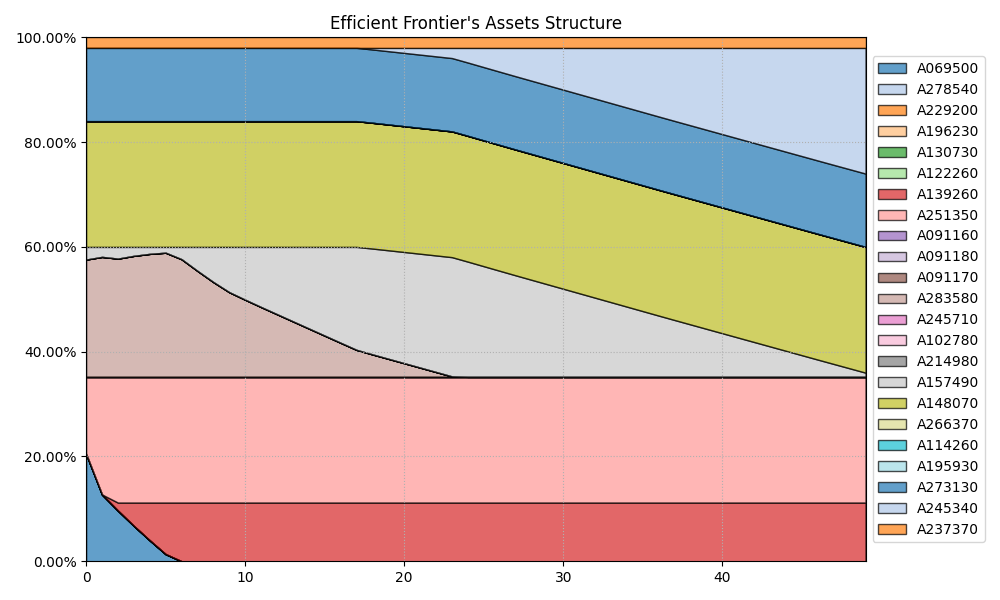 Efficient Frontier's Assets Structure
100.00%
80.00%
60.00%
40.00%
20.00%
0.00%
0
10
20
30
40
A069500
A278540
A229200
A196230
A130730
A122260
A139260
A251350
A091160
A091180
A091170
A283580
A245710
A102780
A214980
A157490
A148070
A266370
A114260
A195930
A273130
A245340
A237370